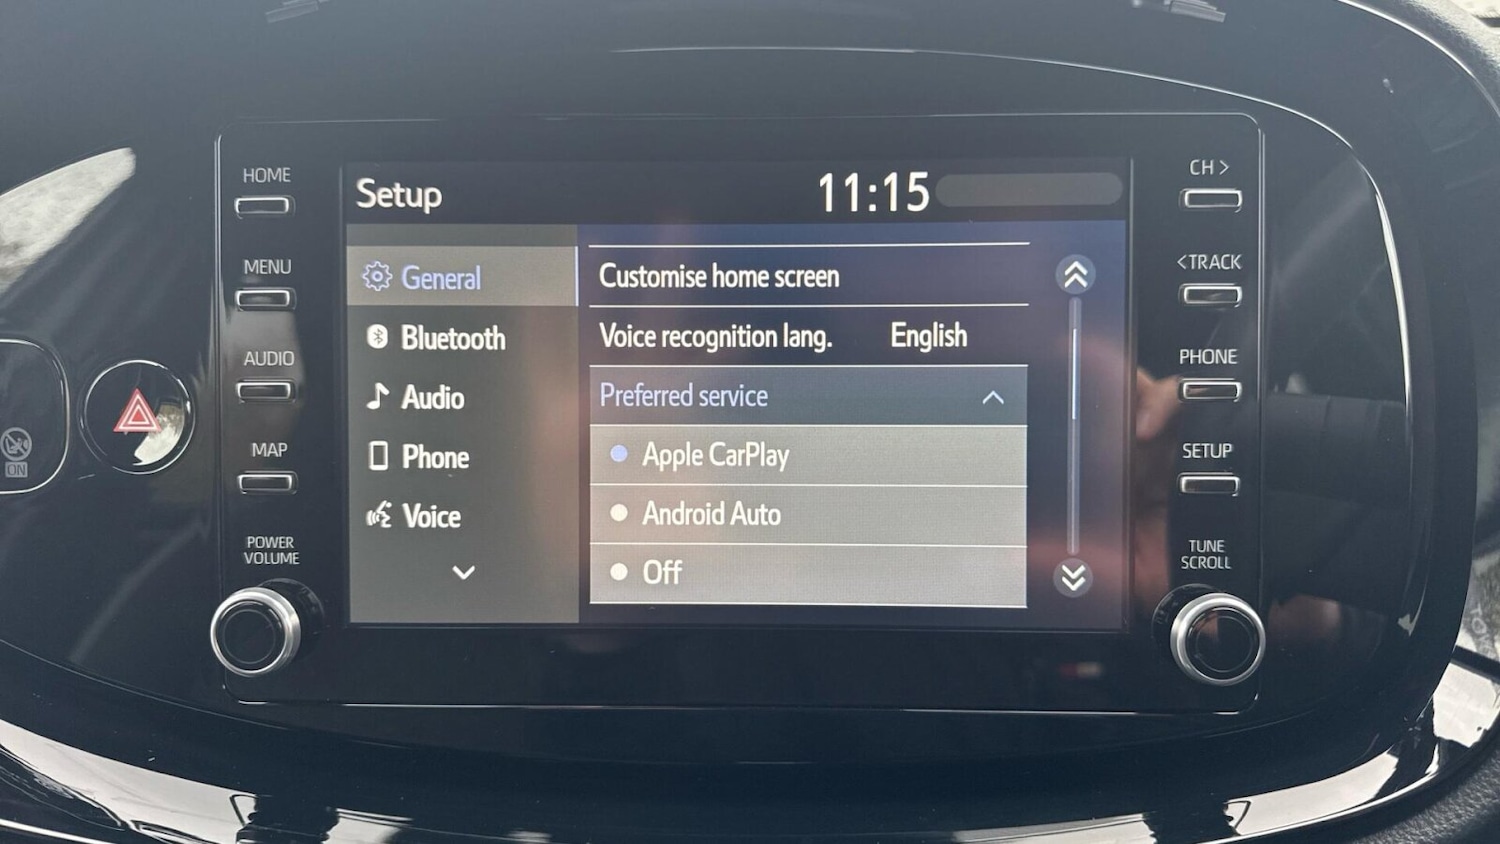 HOME
MENU
AUDIO
MAP
POWER
VOLUME
ON
Setup
11:15
General
Bluetooth
Audio
Phone
Voice
Customise home screen
Voice recognition lang. English
Preferred service
Apple CarPlay
Android Auto
Off
CH >
< TRACK
PHONE
SETUP
TUNE
SCROLL